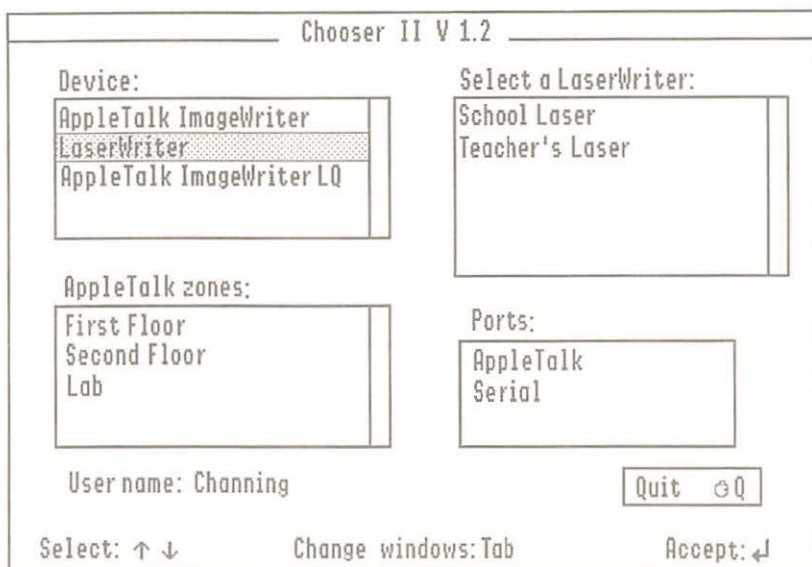 Chooser II V 1.2
Device:
AppleTalk ImageWriter
LaserWriter
AppleTalk ImageWriter LQ
Select a LaserWriter:
School Laser
Teacher's Laser
AppleTalk zones:
First Floor
Second Floor
Lab
Ports:
AppleTalk
Serial
User name: Channing
Quit Q
Select: ↑ ↓ Change windows: Tab Accept: ↵